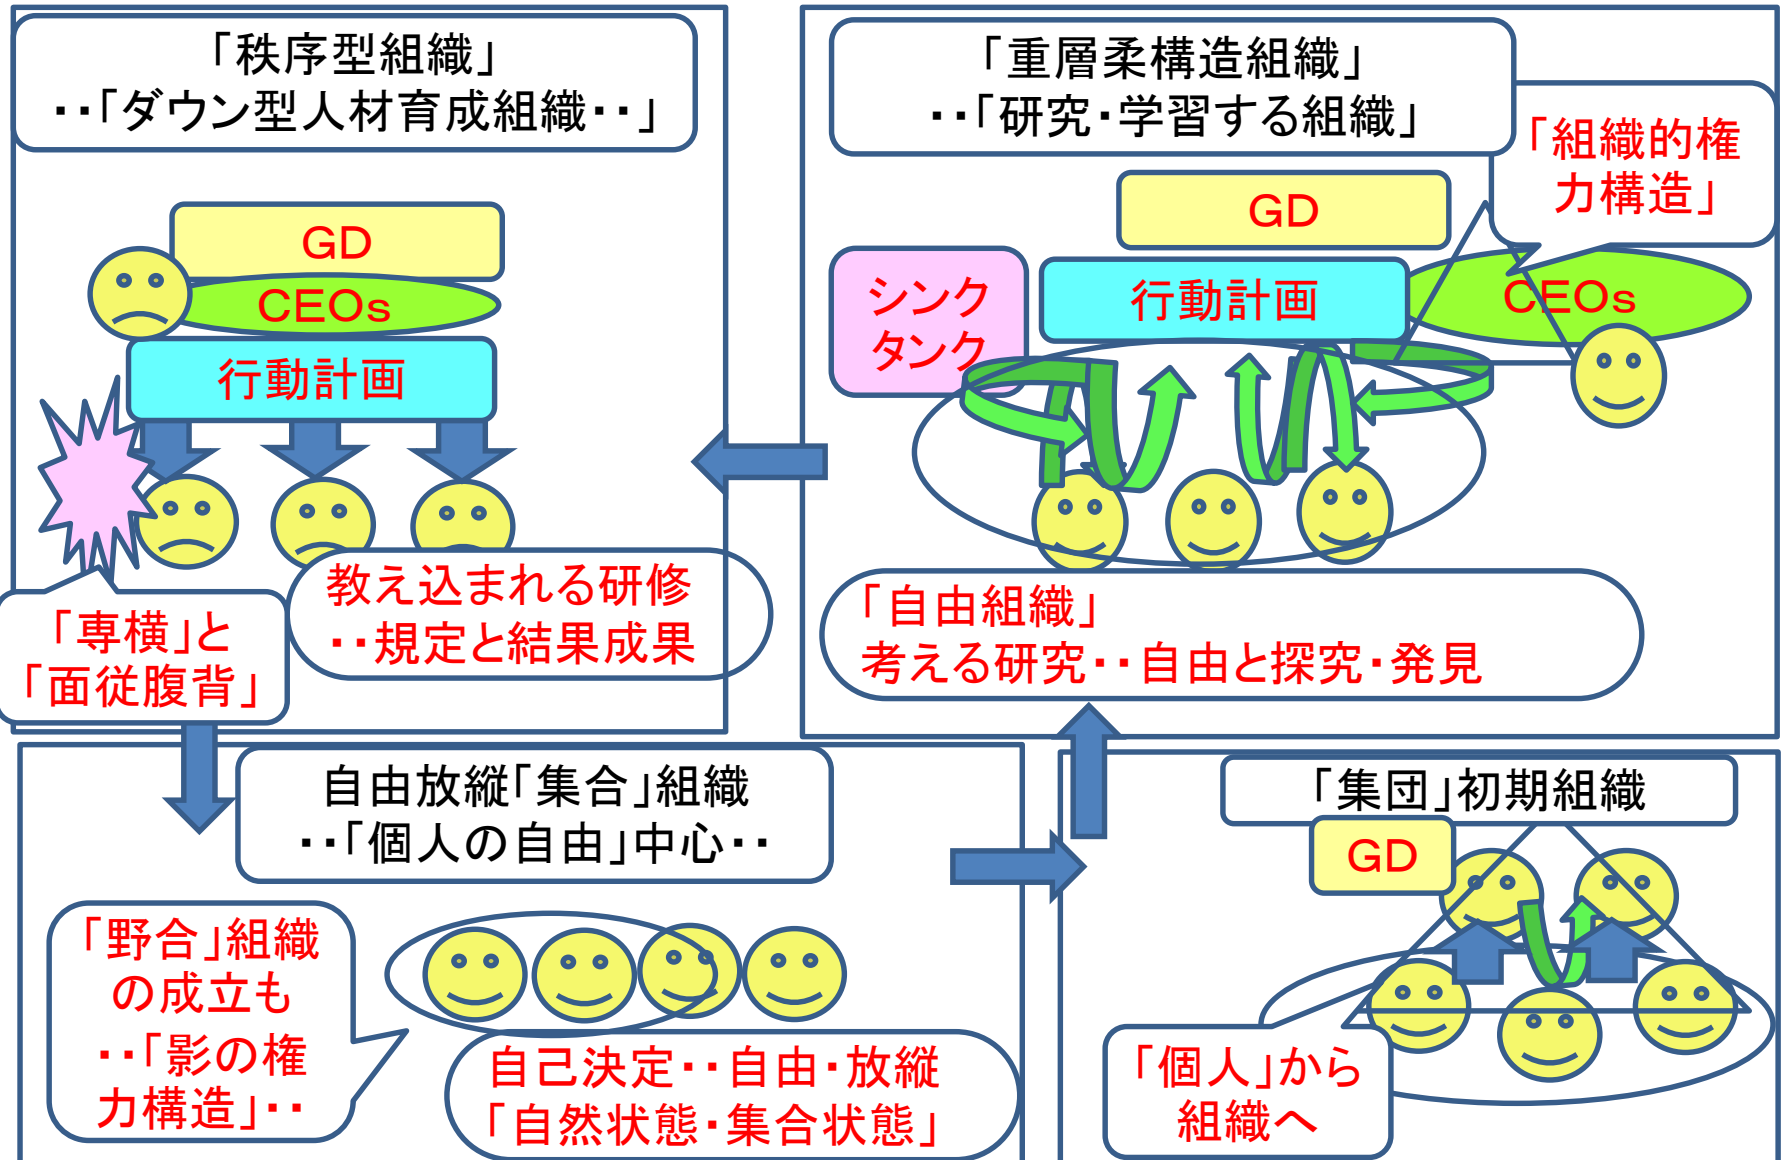 「秩序型組織」
・・「ダウン型人材育成組織・・」
GD
CEOs
行動計画
「専横」と
「面従腹背」
教え込まれる研修
・・規定と結果成果
「重層柔構造組織」
・・「研究・学習する組織」
「組織的権
力構造」
GD
シンク
タンク
行動計画
CEOs
「自由組織」
考える研究・・自由と探究・発見
自由放縦「集合」組織
・・「個人の自由」中心・・
「野合」組織
の成立も
・・「影の権
力構造」・・
自己決定・・自由・放縦
「自然状態・集合状態」
「集団」初期組織
GD
「個人」から
組織へ